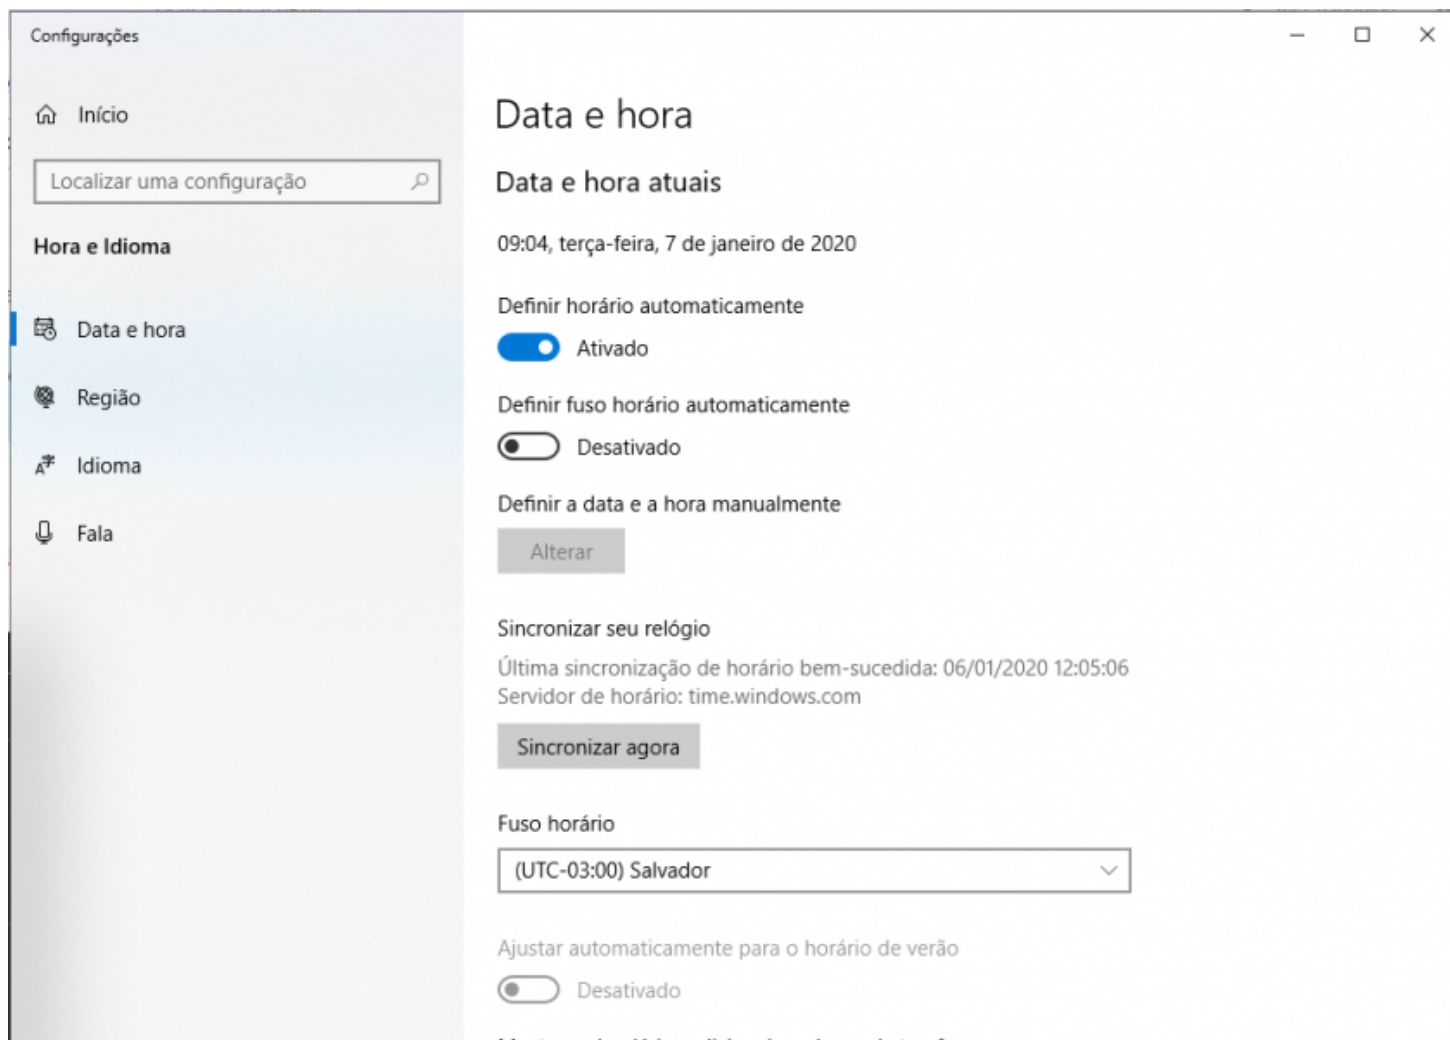 Configurações
Início
Localizar uma configuração
Hora e Idioma
Data e hora
Região
Idioma
Fala
Data e hora
Data e hora atuais
09:04, terça-feira, 7 de janeiro de 2020
Definir horário automaticamente
Ativado
Definir fuso horário automaticamente
Desativado
Definir a data e a hora manualmente
Alterar
Sincronizar seu relógio
Última sincronização de horário bem-sucedida: 06/01/2020 12:05:06
Servidor de horário: time.windows.com
Sincronizar agora
Fuso horário
(UTC-03:00) Salvador
Ajustar automaticamente para o horário de verão
Desativado